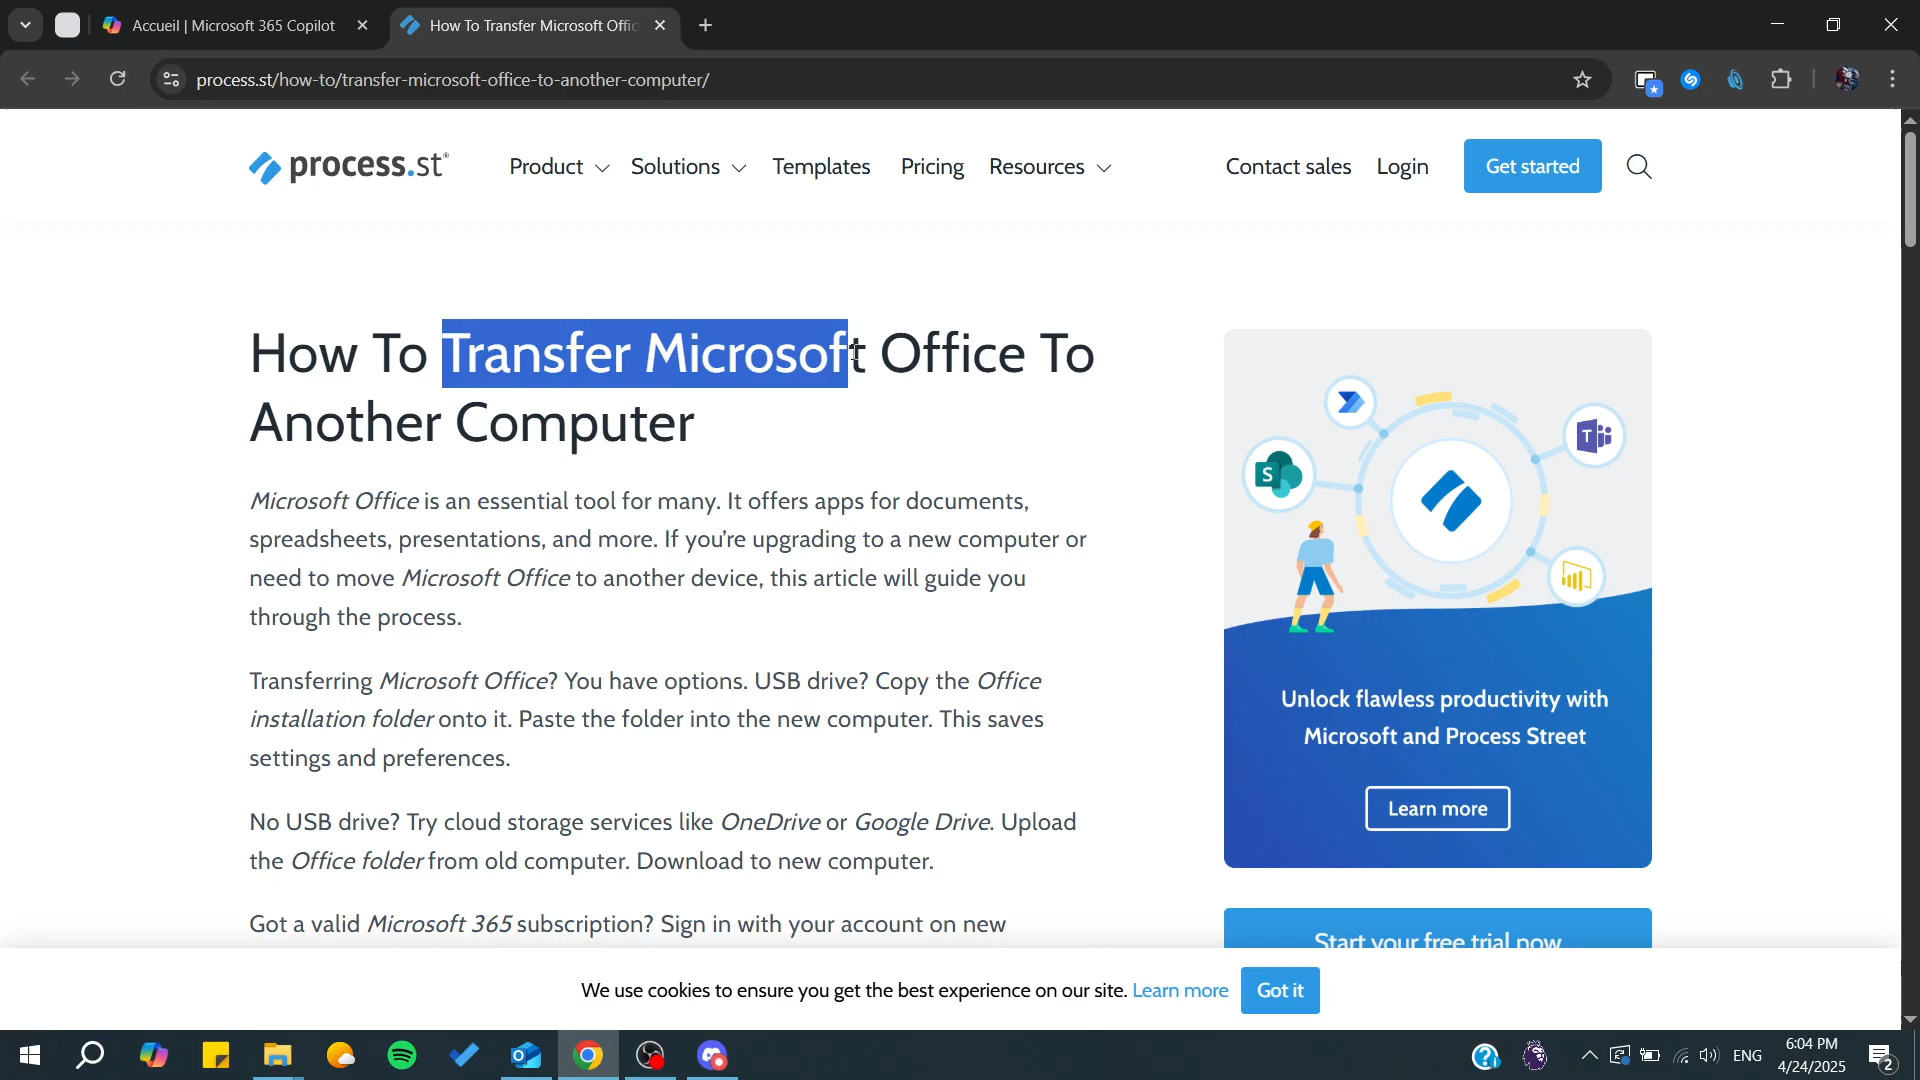 Accueil | Microsoft 365 Copilot
How To Transfer Microsoft Offic
process.st/how-to/transfer-microsoft-office-to-another-computer/
process.st®
Product
Solutions
Templates
Pricing
Resources
Contact sales
Login
Get started
How To Transfer Microsoft Office To
Another Computer
Microsoft Office is an essential tool for many. It offers apps for documents,
spreadsheets, presentations, and more. If you’re upgrading to a new computer or
need to move Microsoft Office to another device, this article will guide you
through the process.
Transferring Microsoft Office? You have options. USB drive? Copy the Office
installation folder onto it. Paste the folder into the new computer. This saves
settings and preferences.
No USB drive? Try cloud storage services like OneDrive or Google Drive. Upload
the Office folder from old computer. Download to new computer.
Got a valid Microsoft 365 subscription? Sign in with your account on new
S
T
Unlock flawless productivity with
Microsoft and Process Street
Learn more
Start your free trial now
We use cookies to ensure you get the best experience on our site. Learn more
Got it
ENG
6:04 PM
4/24/2025
2